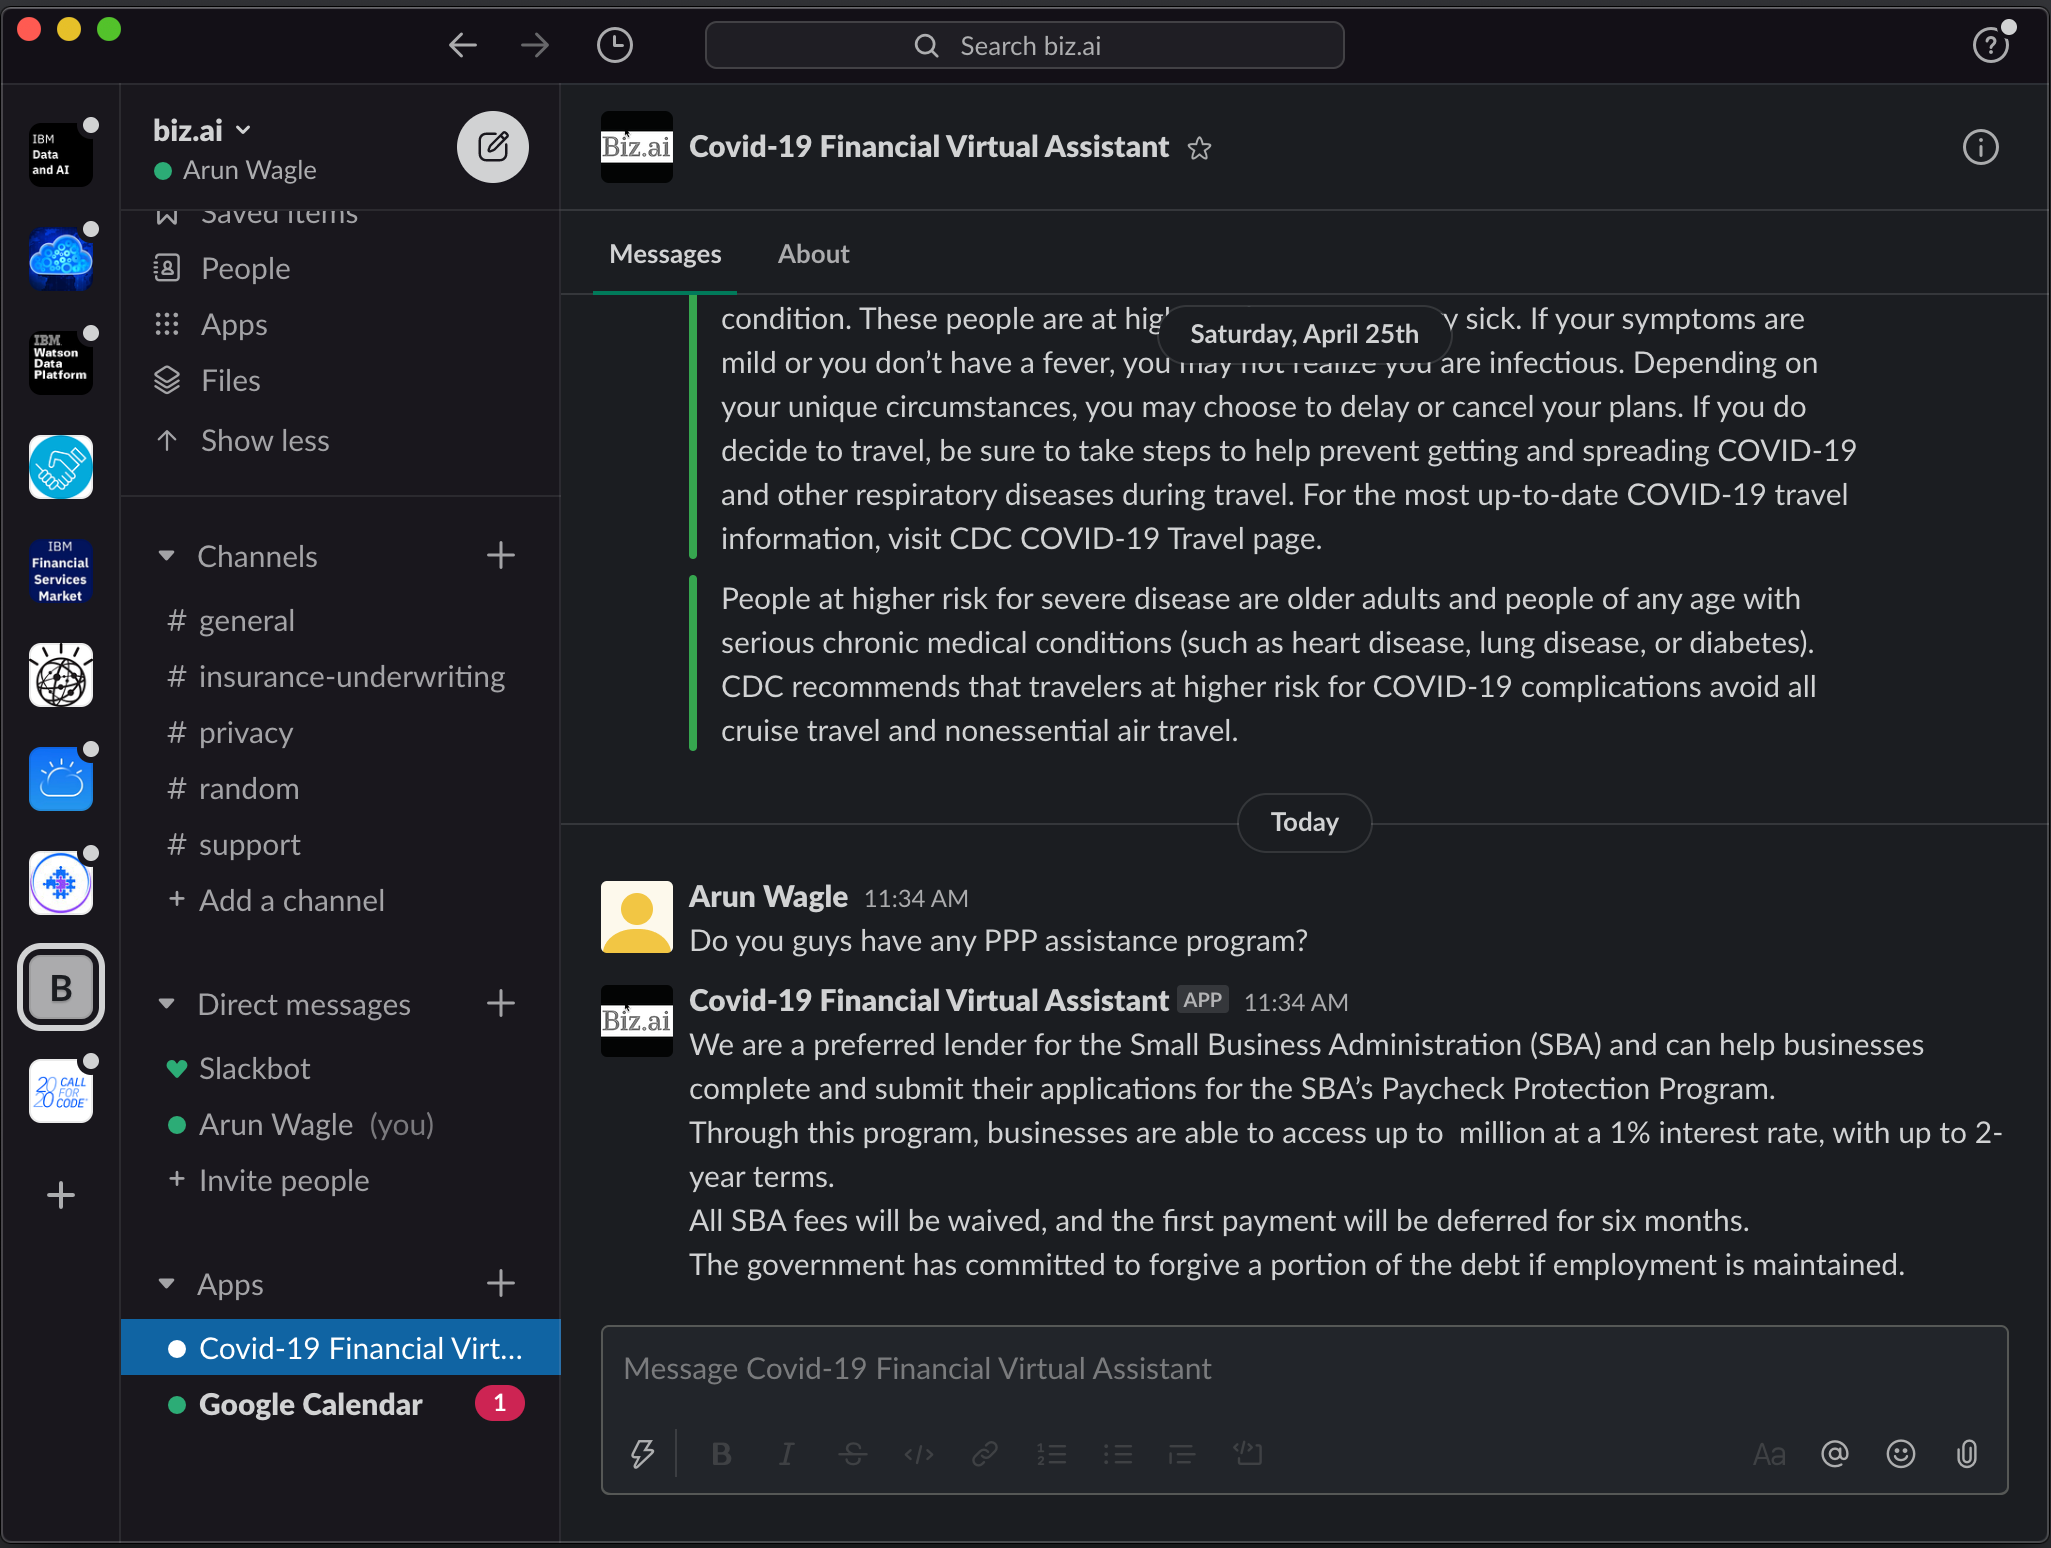 Search biz.ai
IBM
Data
and AI
IBM
Watson
Data
Platform
IBM
Financial
Services
Market
B
20 CALL
FOR
20 CODE
biz.ai
Arun Wagle
Saved items
People
Apps
Files
Show less
Channels
# general
# insurance-underwriting
# privacy
# random
# support
+ Add a channel
Direct messages
Slackbot
Arun Wagle (you)
+ Invite people
Apps
Covid-19 Financial Virt...
Google Calendar 1
Biz.ai
Covid-19 Financial Virtual Assistant
Messages About
Saturday, April 25th
condition. These people are at sick. If your symptoms are
mild or you don’t have a fever, you may not realize you are infectious. Depending on
your unique circumstances, you may choose to delay or cancel your plans. If you do
decide to travel, be sure to take steps to help prevent getting and spreading COVID-19
and other respiratory diseases during travel. For the most up-to-date COVID-19 travel
information, visit CDC COVID-19 Travel page.
People at higher risk for severe disease are older adults and people of any age with
serious chronic medical conditions (such as heart disease, lung disease, or diabetes).
CDC recommends that travelers at higher risk for COVID-19 complications avoid all
cruise travel and nonessential air travel.
Today
Arun Wagle 11:34 AM
Do you guys have any PPP assistance program?
Biz.ai
Covid-19 Financial Virtual Assistant APP 11:34 AM
We are a preferred lender for the Small Business Administration (SBA) and can help businesses
complete and submit their applications for the SBA’s Paycheck Protection Program.
Through this program, businesses are able to access up to  million at a 1% interest rate, with up to 2-
year terms.
All SBA fees will be waived, and the first payment will be deferred for six months.
The government has committed to forgive a portion of the debt if employment is maintained.
Message Covid-19 Financial Virtual Assistant
B I S </> Aa @